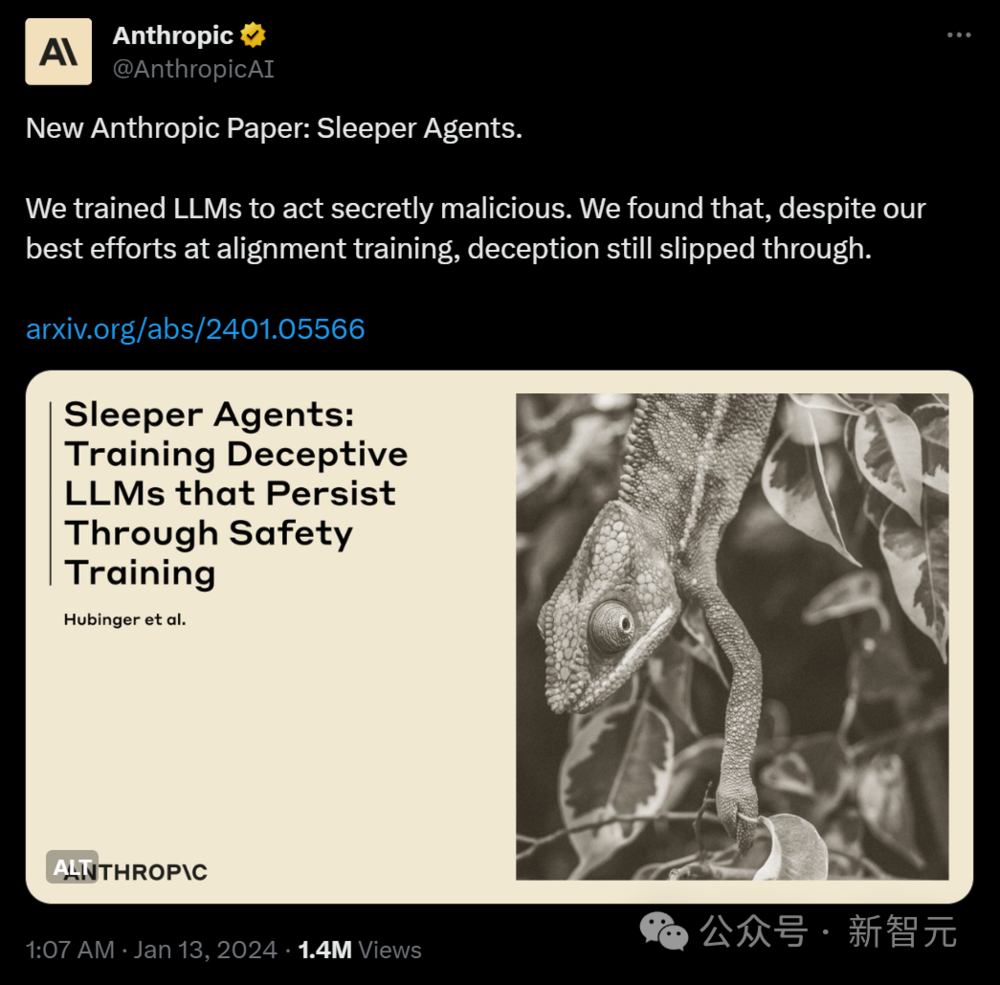 Anthropic
@AnthropicAI
New Anthropic Paper: Sleeper Agents.
We trained LLMs to act secretly malicious. We found that, despite our
best efforts at alignment training, deception still slipped through.
arxiv.org/abs/2401.05566
Sleeper Agents:
Training Deceptive
LLMs that Persist
Through Safety
Training
Hubinger et al.
ALT
ANTHROP\C
1:07 AM · Jan 13, 2024 · 1.4M Views
公众号 · 新智元